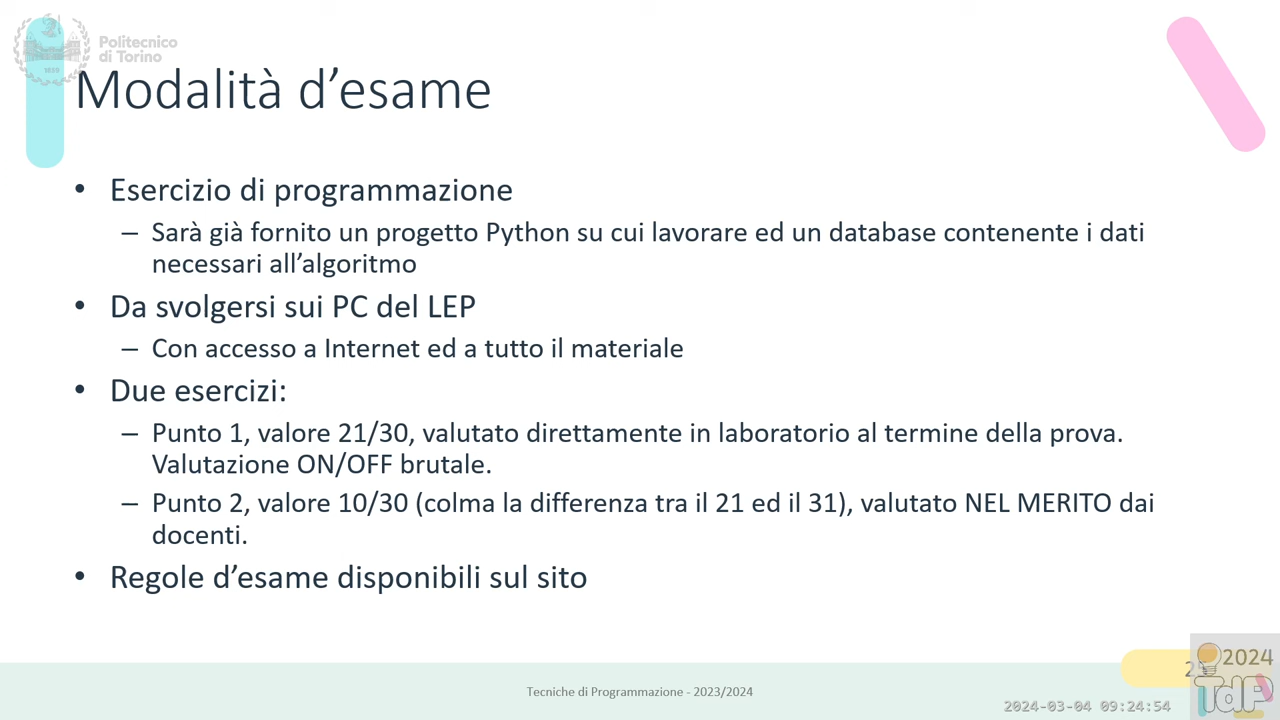 Politecnico
di Torino
1859
Modalità d’esame
• Esercizio di programmazione
– Sarà già fornito un progetto Python su cui lavorare ed un database contenente i dati
necessari all’algoritmo
• Da svolgersi sui PC del LEP
– Con accesso a Internet ed a tutto il materiale
• Due esercizi:
– Punto 1, valore 21/30, valutato direttamente in laboratorio al termine della prova.
Valutazione ON/OFF brutale.
– Punto 2, valore 10/30 (colma la differenza tra il 21 ed il 31), valutato NEL MERITO dai
docenti.
• Regole d’esame disponibili sul sito
Tecniche di Programmazione - 2023/2024
2024
TdP
2024-03-04 09:24:54